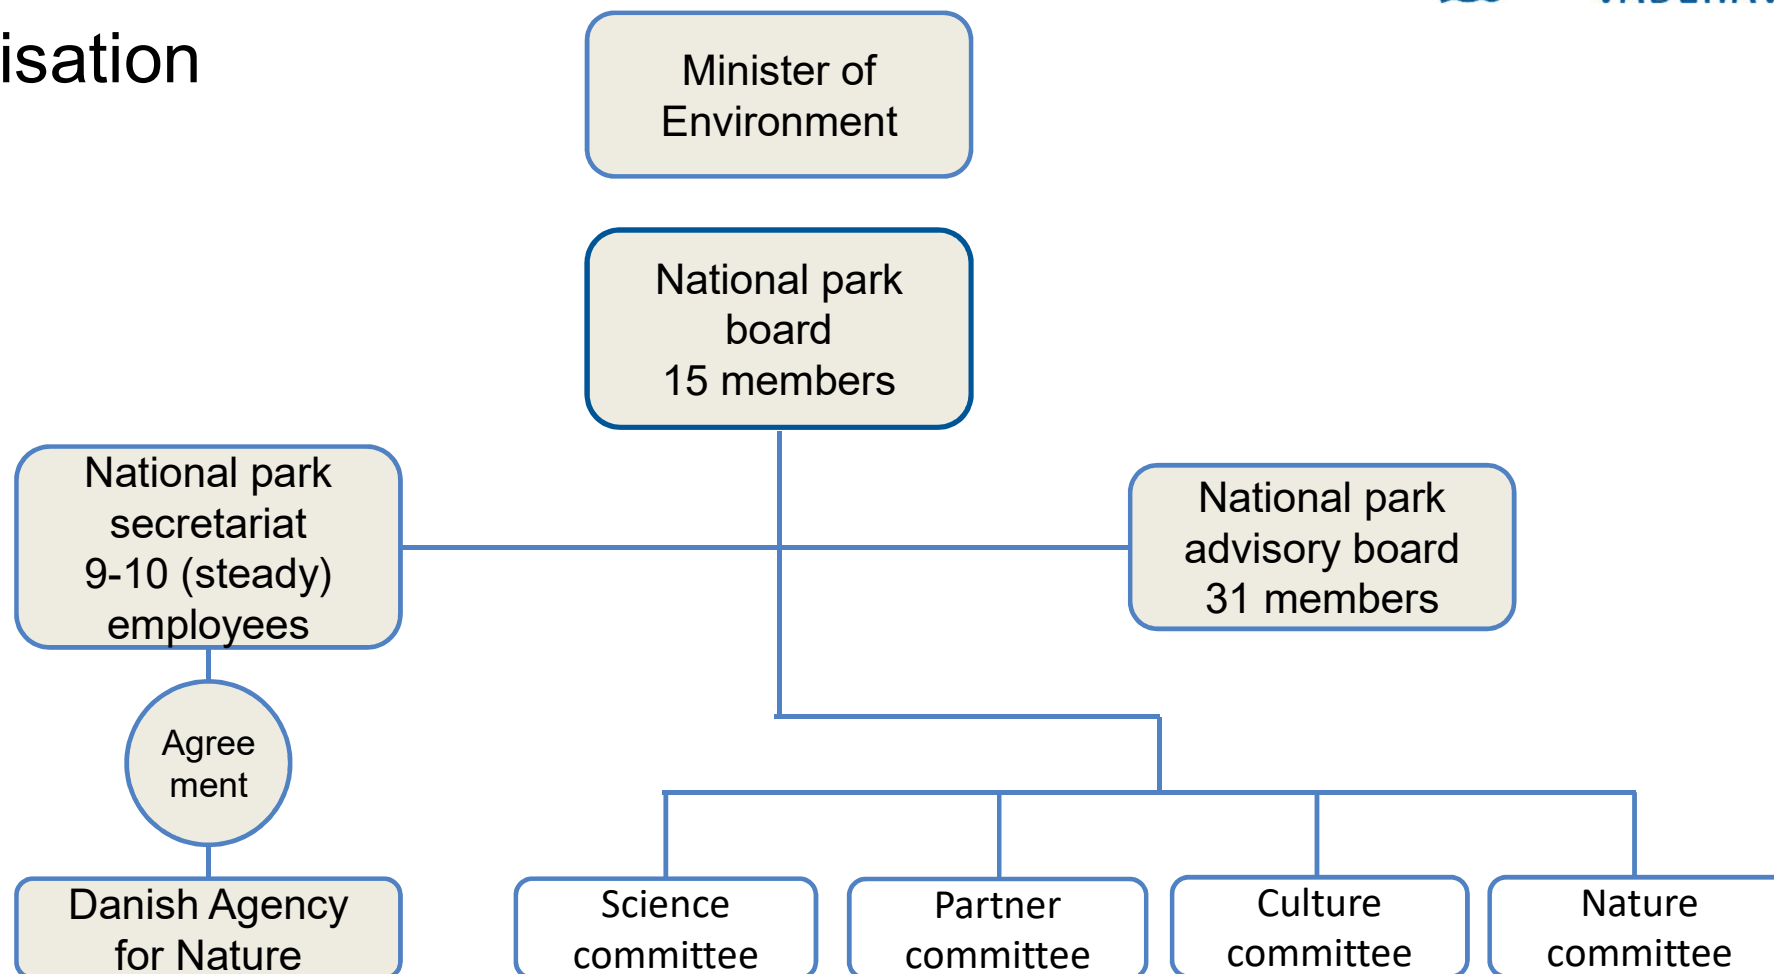 isation
Minister of
Environment
National park
board
15 members
National park
secretariat
9-10 (steady)
employees
National park
advisory board
31 members
Agree
ment
Danish Agency
for Nature
Science
committee
Partner
committee
Culture
committee
Nature
committee